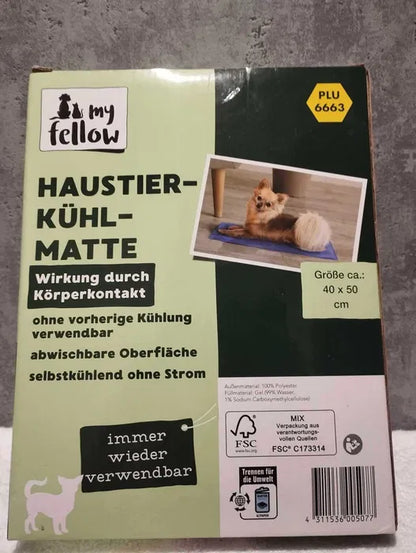 my
fellow
PLU
6663
HAUSTIER-
KÜHL-
MATTE
Wirkung durch
Körperkontakt
ohne vorherige Kühlung
verwendbar
abwischbare Oberfläche
selbstkühlend ohne Strom
Größe ca.:
40 x 50
cm
Außenmaterial: 100% Polyester
Füllmaterial: Gel (99% Wasser,
1% Sodium Carboxymethylcellulose)
immer
wieder
verwendbar
FSC
www.fsc.org
MIX
Verpackung aus
verantwortungs-
vollen Quellen
FSC® C173314
Trennen für
die Umwelt
4 311536 005077